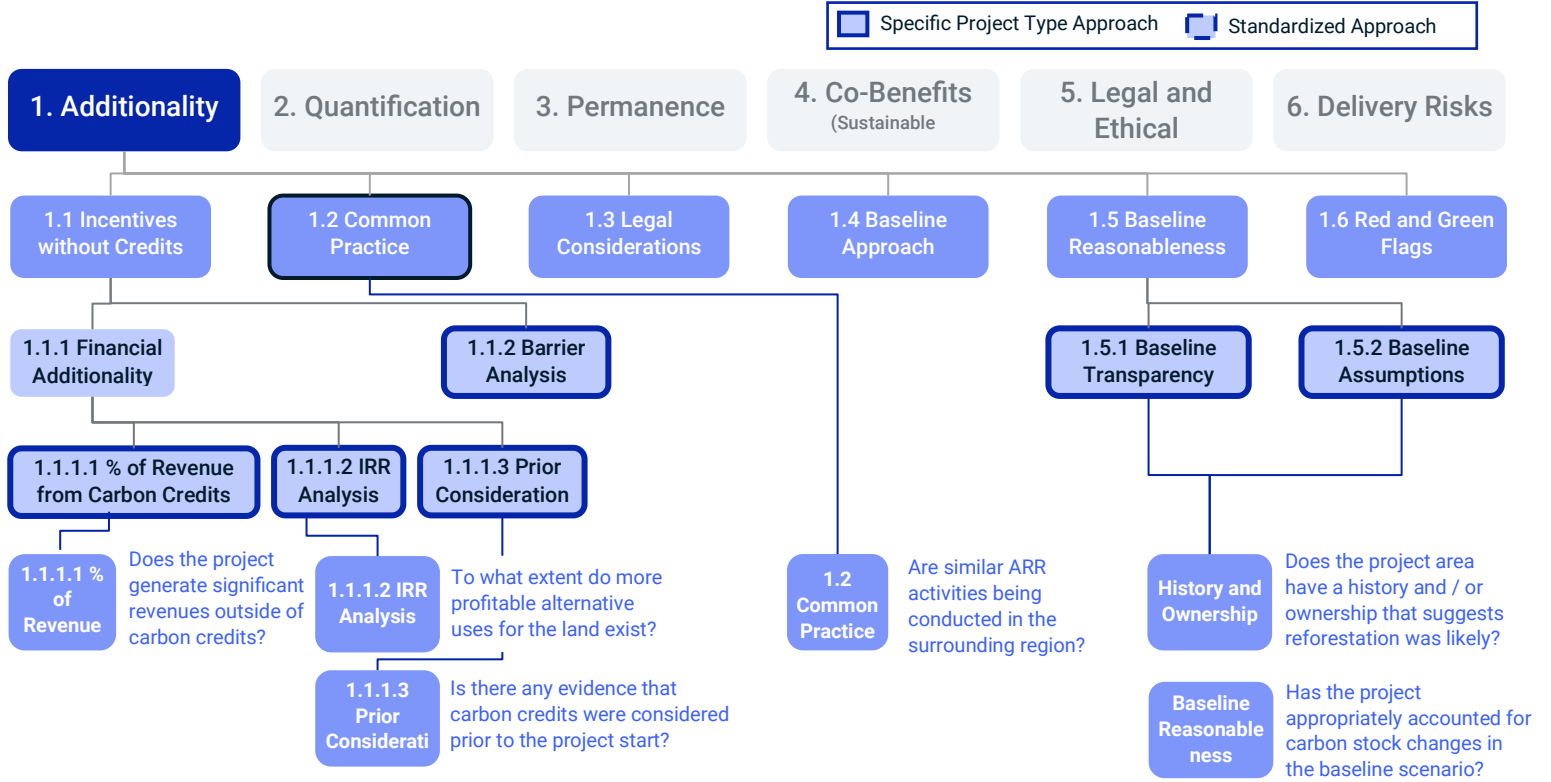 Specific Project Type Approach
Standardized Approach
1. Additionality
2. Quantification
3. Permanence
4. Co-Benefits
(Sustainable
5. Legal and
Ethical
6. Delivery Risks
1.1 Incentives
without Credits
1.2 Common
Practice
1.3 Legal
Considerations
1.4 Baseline
Approach
1.5 Baseline
Reasonableness
1.6 Red and Green
Flags
1.1.1 Financial
Additionality
1.1.2 Barrier
Analysis
1.5.1 Baseline
Transparency
1.5.2 Baseline
Assumptions
1.1.1.1 % of Revenue
from Carbon Credits
1.1.1.2 IRR
Analysis
1.1.1.3 Prior
Consideration
1.1.1.1 %
of
Revenue
Does the project
generate significant
revenues outside of
carbon credits?
1.1.1.2 IRR
Analysis
To what extent do more
profitable alternative
uses for the land exist?
1.2
Common
Practice
Are similar ARR
activities being
conducted in the
surrounding region?
History and
Ownership
Does the project area
have a history and / or
ownership that suggests
reforestation was likely?
1.1.1.3
Prior
Considerati
Is there any evidence that
carbon credits were considered
prior to the project start?
Baseline
Reasonable
ness
Has the project
appropriately accounted for
carbon stock changes in
the baseline scenario?